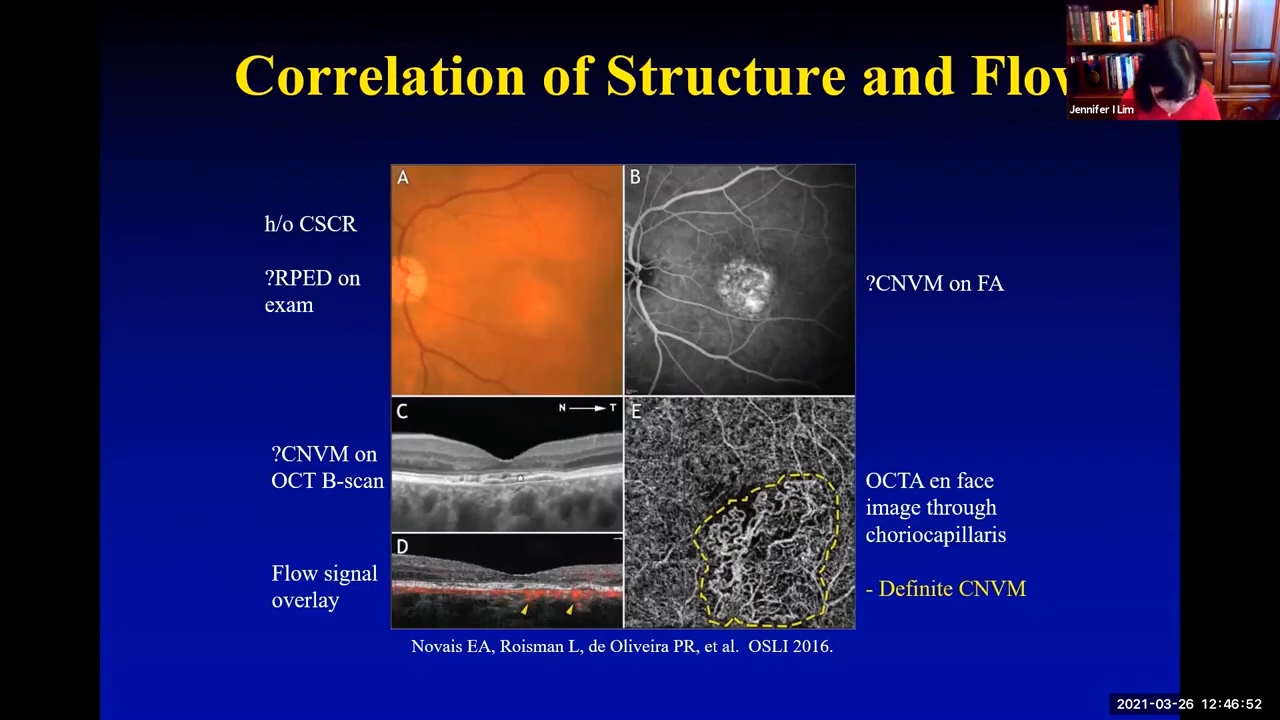 Correlation of Structure and Flow
Jennifer I Lim
h/o CSCR
?RPED on
exam
A
B
?CNVM on FA
?CNVM on
OCT B-scan
C
N
T
E
OCTA en face
image through
choriocapillaris
- Definite CNVM
Flow signal
overlay
D
Novais EA, Roisman L, de Oliveira PR, et al. OSLI 2016.
2021-03-26 12:46:52